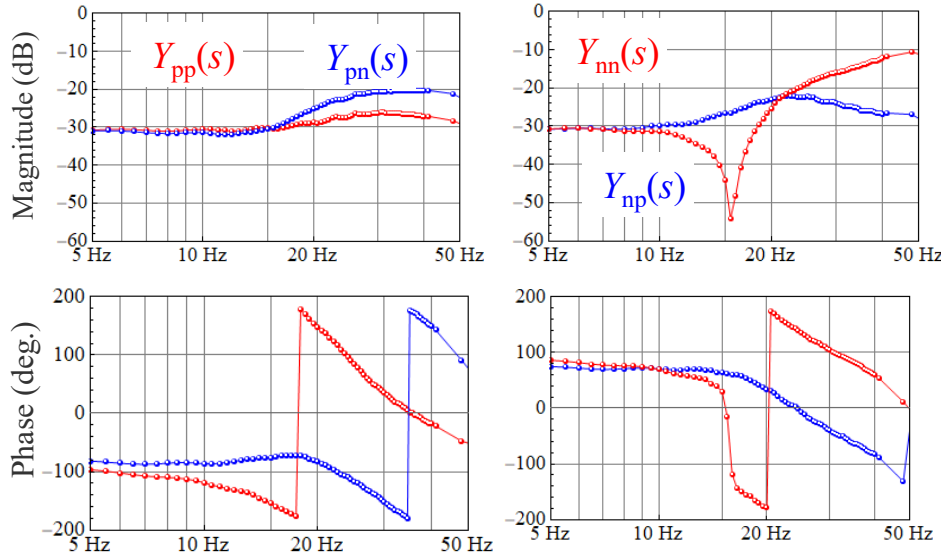 Magnitude (dB)
0
−10
−20
−30
−40
−50
−60
Ypp(s)
Ypn(s)
5 Hz
10 Hz
20 Hz
50 Hz
0
−10
−20
−30
−40
−50
−60
Ynn(s)
Ynp(s)
5 Hz
10 Hz
20 Hz
50 Hz
Phase (deg.)
200
100
0
−100
−200
5 Hz
10 Hz
20 Hz
50 Hz
200
100
0
−100
−200
5 Hz
10 Hz
20 Hz
50 Hz